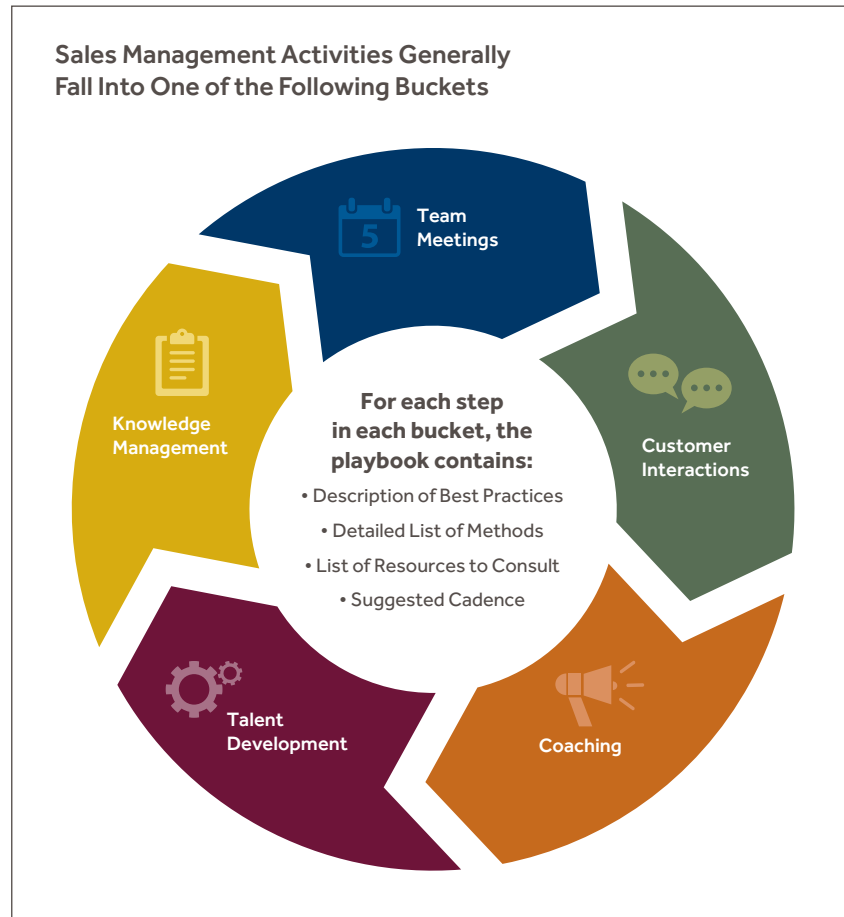 Sales Management Activities Generally
Fall Into One of the Following Buckets
5
Team
Meetings
Customer
Interactions
Coaching
Talent
Development
Knowledge
Management
For each step
in each bucket, the
playbook contains:
• Description of Best Practices
• Detailed List of Methods
• List of Resources to Consult
• Suggested Cadence